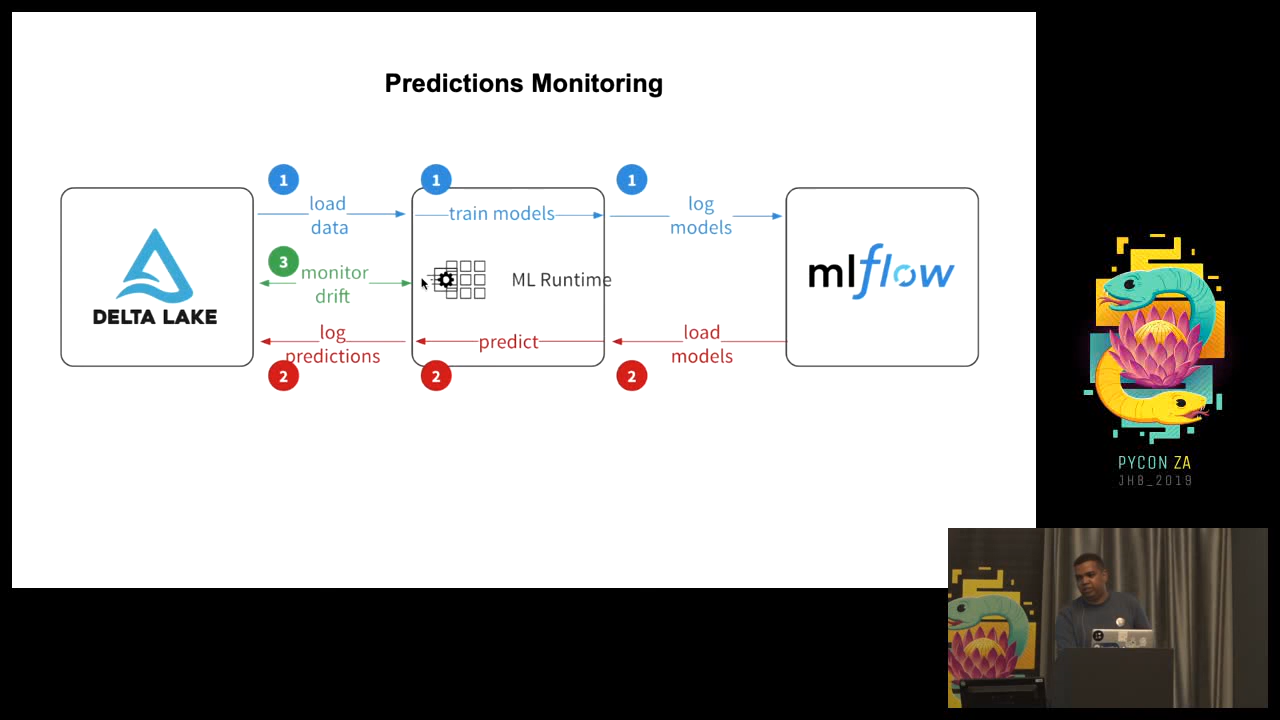 Predictions Monitoring
1
load
data
1
train models
1
log
models
3
monitor
drift
ML Runtime
DELTA LAKE
mlflow
log
predictions
2
predict
2
load
models
2
PYCON ZA
JHB_2019